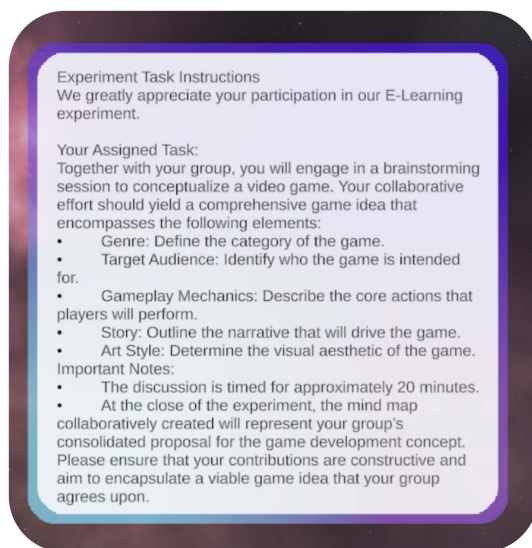 Experiment Task Instructions
We greatly appreciate your participation in our E-Learning
experiment.
Your Assigned Task:
Together with your group, you will engage in a brainstorming
session to conceptualize a video game. Your collaborative
effort should yield a comprehensive game idea that
encompasses the following elements:
• Genre: Define the category of the game.
• Target Audience: Identify who the game is intended
for.
• Gameplay Mechanics: Describe the core actions that
players will perform.
• Story: Outline the narrative that will drive the game.
• Art Style: Determine the visual aesthetic of the game.
Important Notes:
• The discussion is timed for approximately 20 minutes.
• At the close of the experiment, the mind map
collaboratively created will represent your group's
consolidated proposal for the game development concept.
Please ensure that your contributions are constructive and
aim to encapsulate a viable game idea that your group
agrees upon.